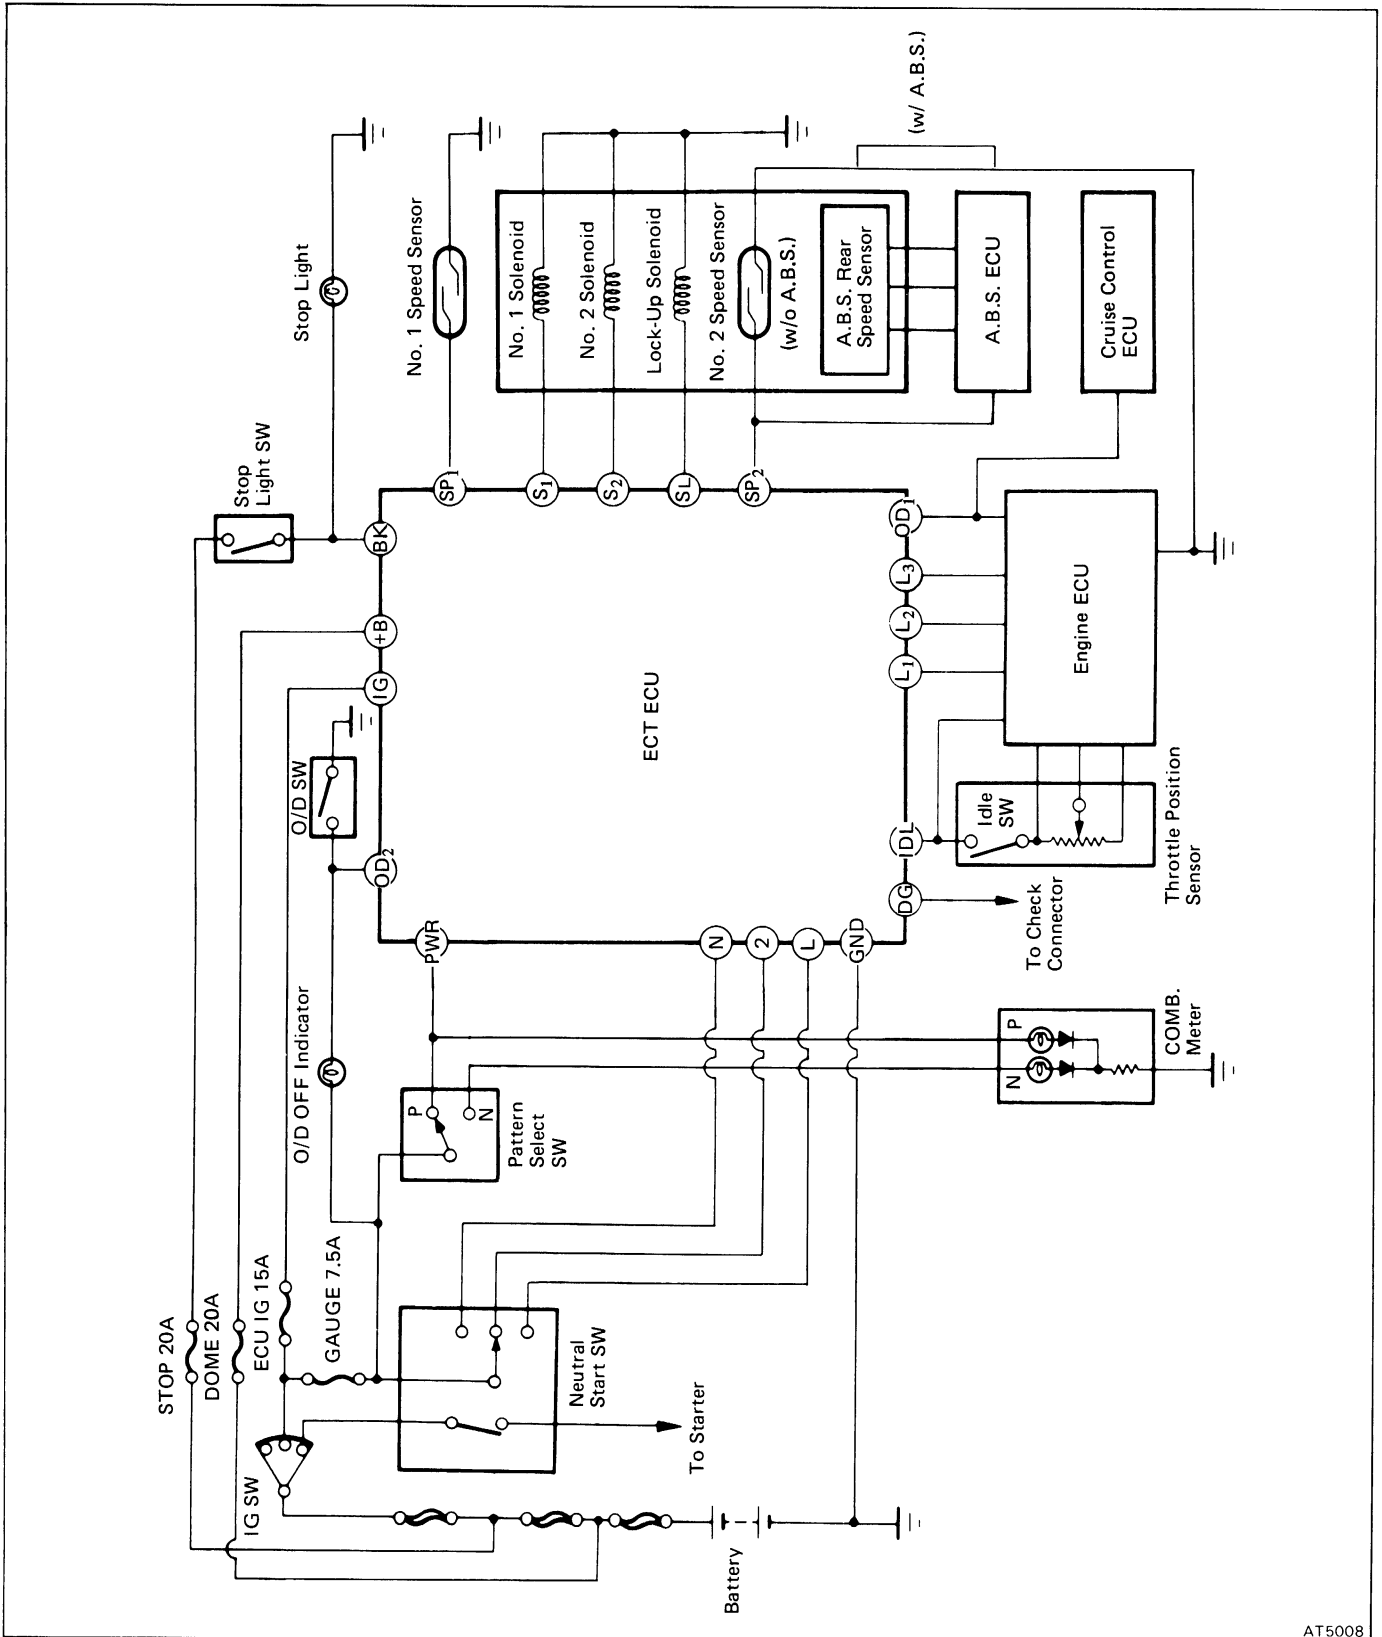 STOP 20A
DOME 20A
ECU IG 15A
GAUGE 7.5A
IG SW
Battery
To Starter
Neutral
Start SW
O/D OFF Indicator
P
N
Pattern
Select
SW
O/D SW
Stop
Light SW
Stop Light
No. 1 Speed Sensor
No. 1 Solenoid
No. 2 Solenoid
Lock-Up Solenoid
No. 2 Speed Sensor
(w/o A.B.S.)
A.B.S. Rear
Speed Sensor
A.B.S. ECU
(w/ A.B.S.)
Cruise Control
ECU
ECT ECU
PWR
N
2
L
GND
OD2
IG
+B
BK
SP1
S1
S2
SL
SP2
DG
IDL
L1
L2
L3
OD1
Engine ECU
Idle
SW
Throttle Position
Sensor
To Check
Connector
N
P
COMB.
Meter
AT5008